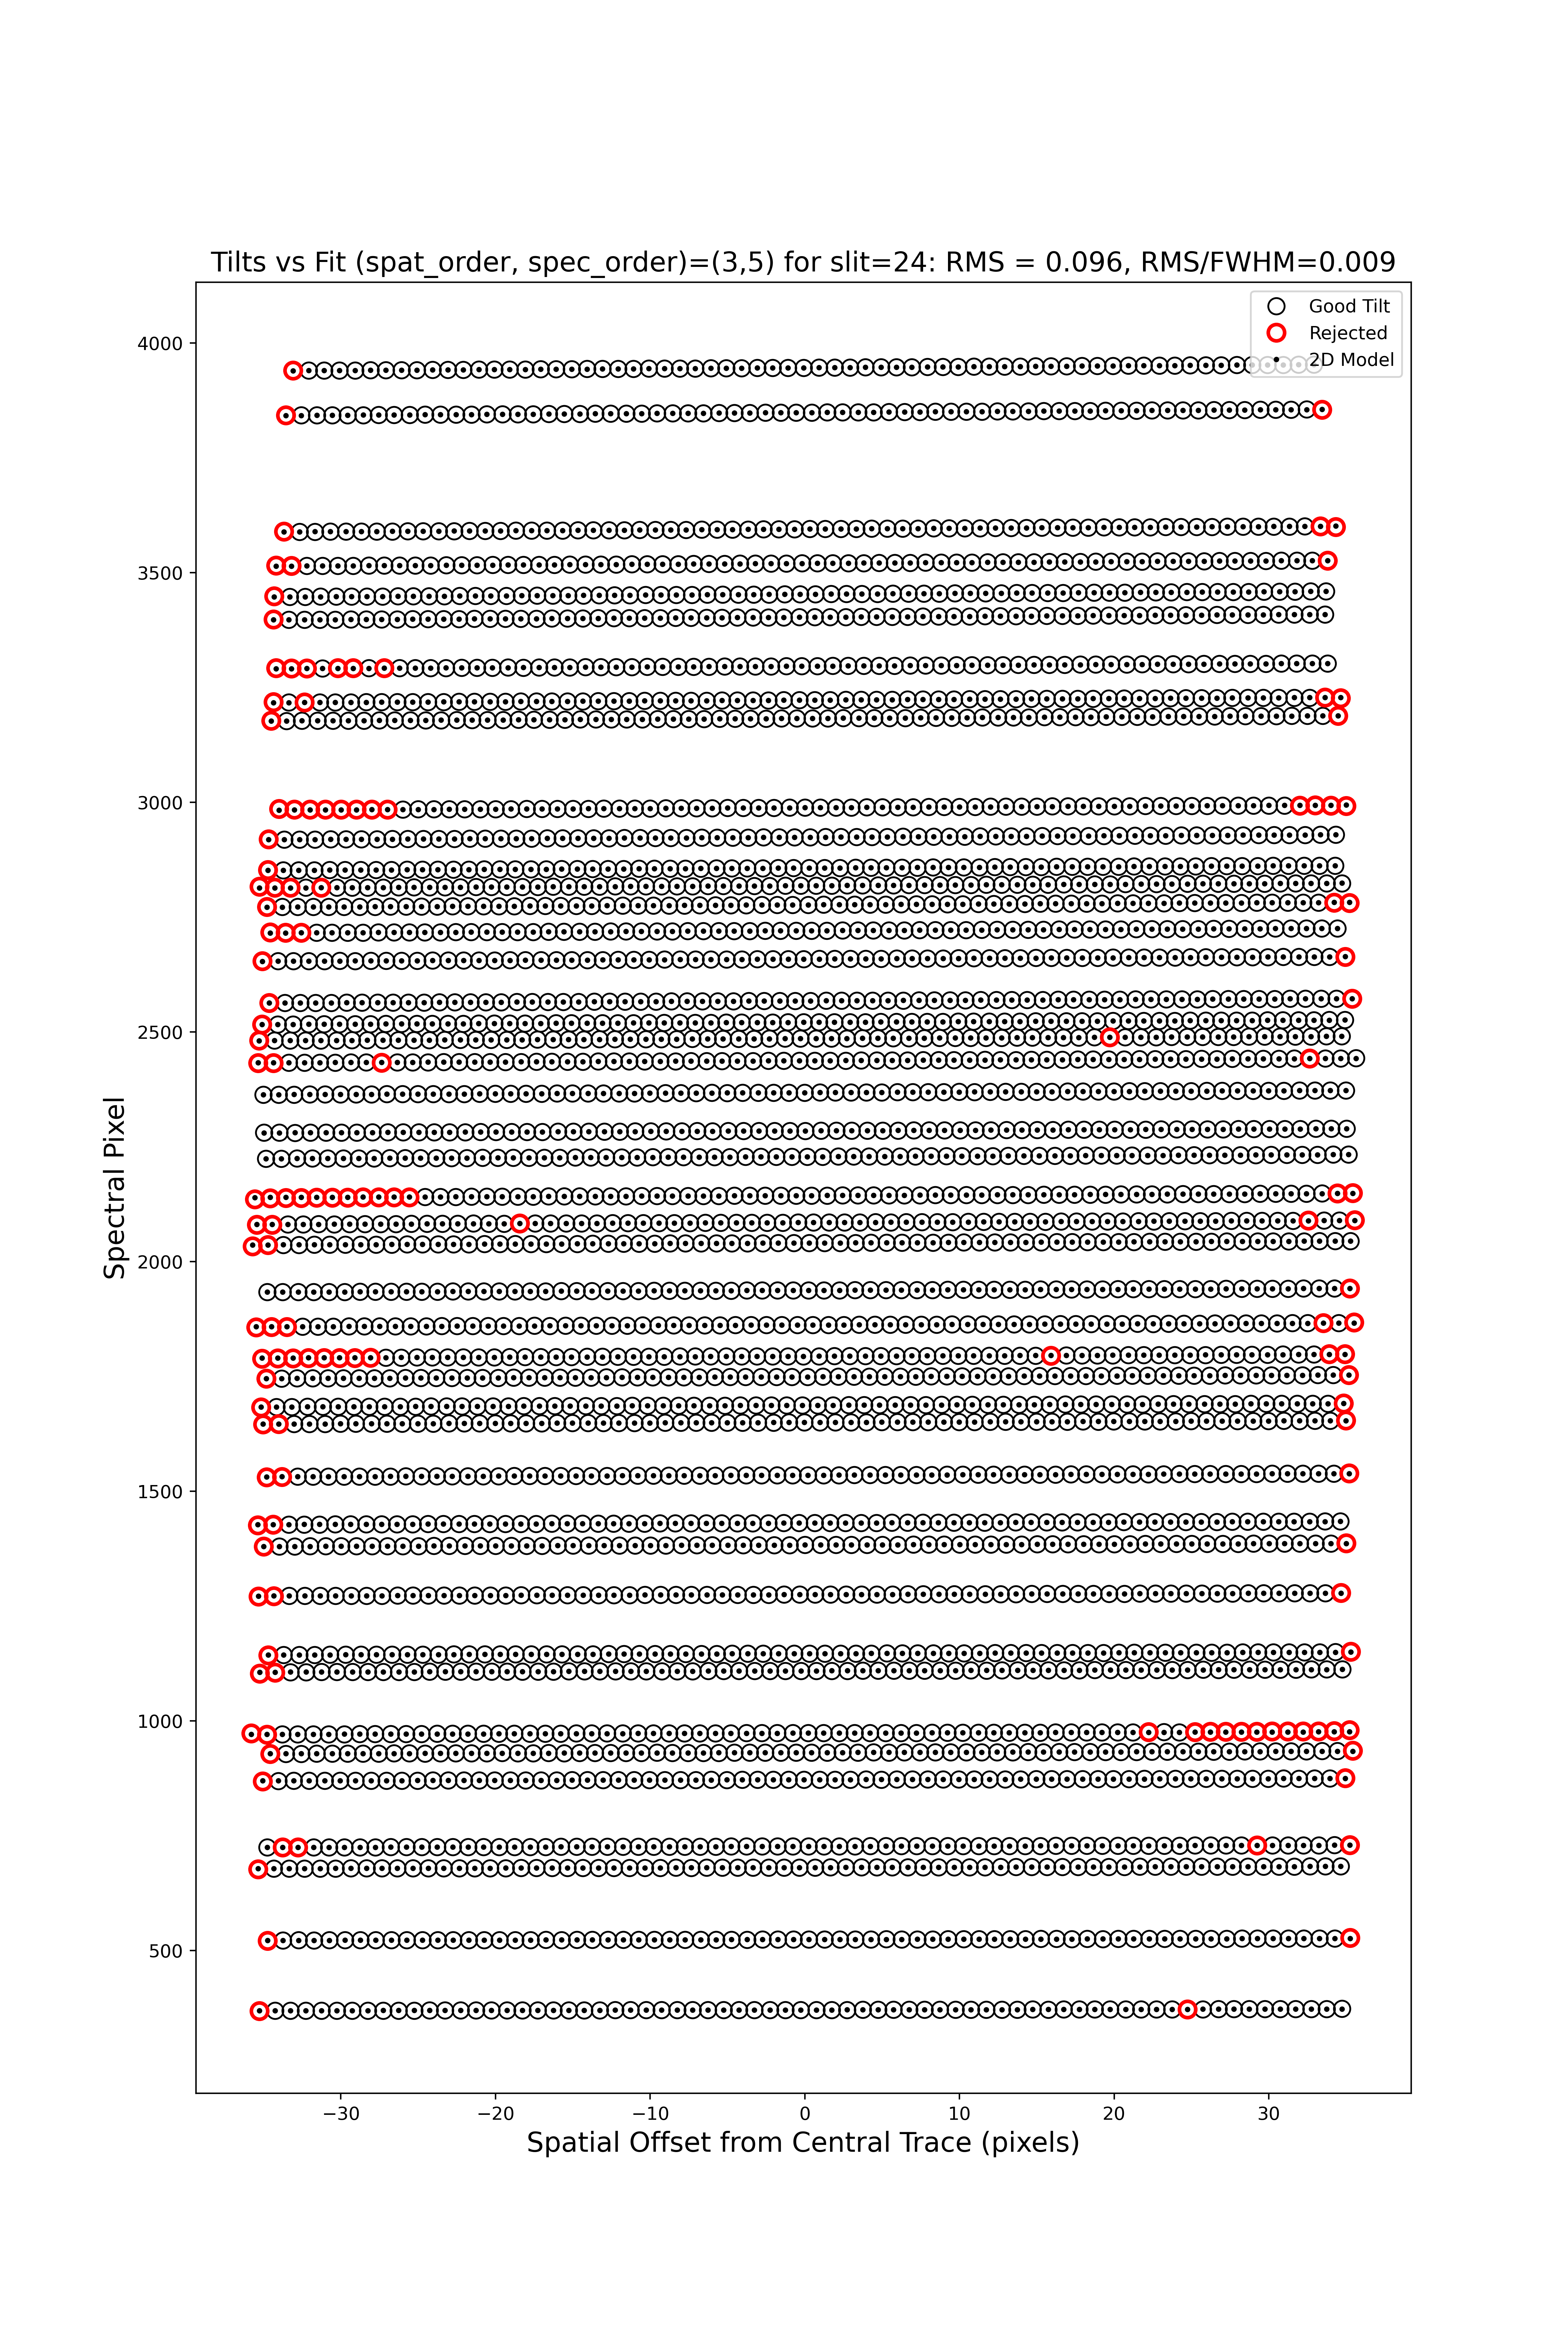 Tilts vs Fit (spat_order, spec_order)=(3,5) for slit=24: RMS = 0.096, RMS/FWHM=0.009
Good Tilt
Rejected
2D Model
4000
3500
3000
2500
2000
1500
1000
500
Spectral Pixel
−30
−20
−10
0
10
20
30
Spatial Offset from Central Trace (pixels)